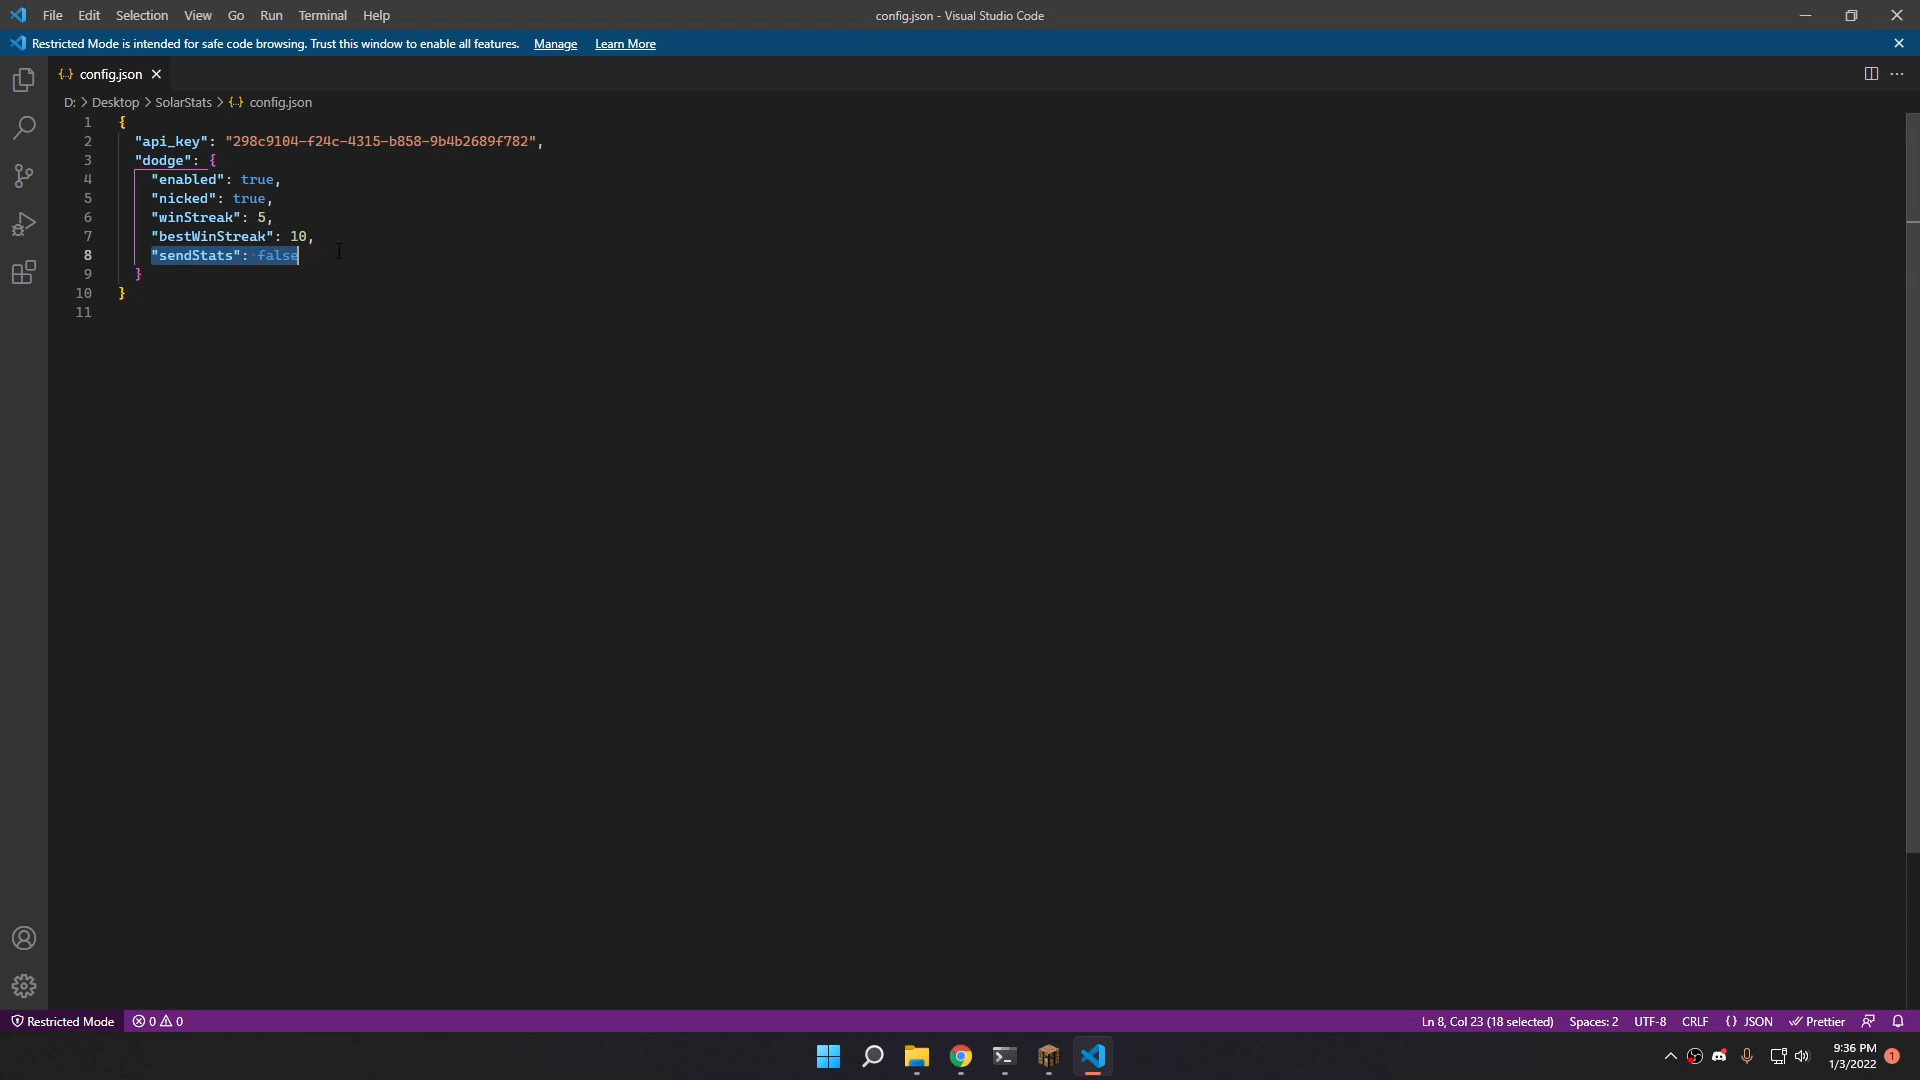 File Edit Selection View Go Run Terminal Help config.json - Visual Studio Code
Restricted Mode is intended for safe code browsing. Trust this window to enable all features. Manage Learn More
{..} config.json
D: > Desktop > SolarStats > {..} config.json
1 {
2 "api_key": "298c9104-f24c-4315-b858-9b4b2689f782",
3 "dodge": {
4 "enabled": true,
5 "nicked": true,
6 "winStreak": 5,
7 "bestWinStreak": 10,
8 "sendStats": false
9 }
10 }
11
Restricted Mode 0 0 Ln 8, Col 23 (18 selected) Spaces: 2 UTF-8 CRLF {} JSON Prettier
9:36 PM
1/3/2022 1